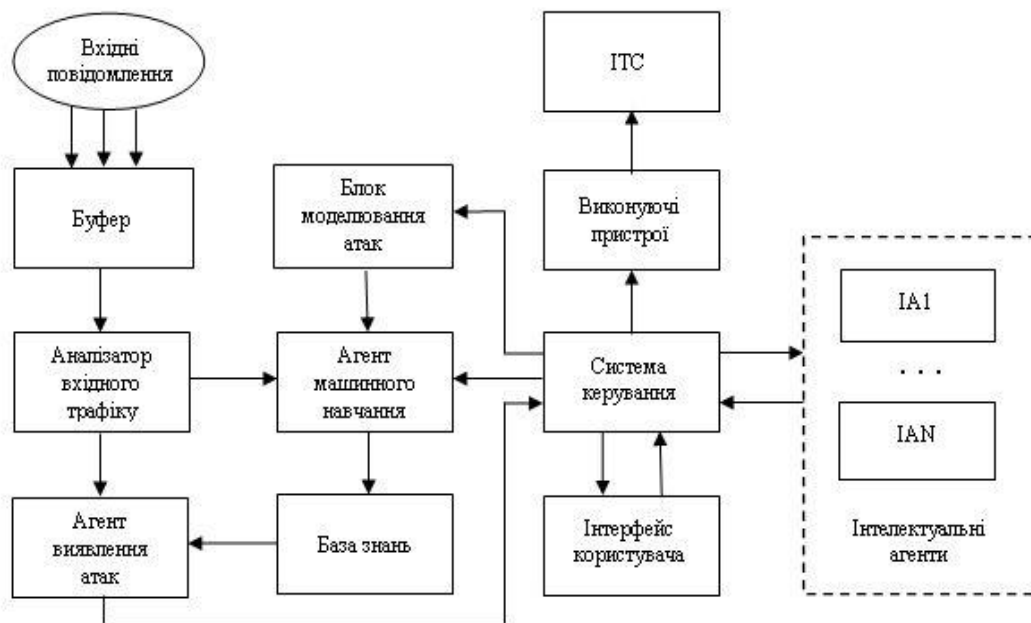 Вхідні
повідомлення
ІТС
Буфер
Блок
моделювання
атак
Виконуючі
пристрої
ІА1
Аналізатор
вхідного
трафіку
Агент
машинного
навчання
Система
керування
. . .
ІАN
Агент
виявлення
атак
База знань
Інтерфейс
користувача
Інтелектуальні
агенти